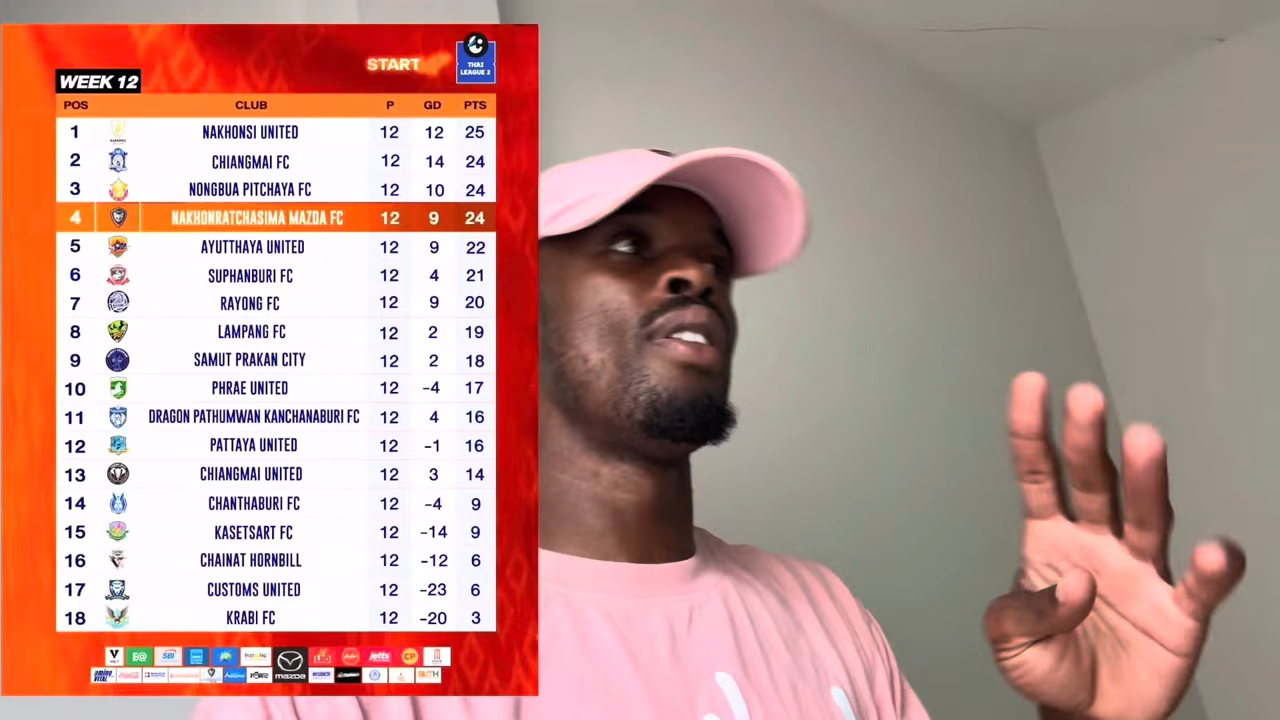 START
THAI
LEAGUE 2
WEEK 12
POS CLUB P GD PTS
1 NAKHONSI UNITED 12 12 25
2 CHIANGMAI FC 12 14 24
3 NONGBUA PITCHAYA FC 12 10 24
4 NAKHONRATCHASIMA MAZDA FC 12 9 24
5 AYUTTHAYA UNITED 12 9 22
6 SUPHANBURI FC 12 4 21
7 RAYONG FC 12 9 20
8 LAMPANG FC 12 2 19
9 SAMUT PRAKAN CITY 12 2 18
10 PHRAE UNITED 12 -4 17
11 DRAGON PATHUMWAN KANCHANABURI FC 12 4 16
12 PATTAYA UNITED 12 -1 16
13 CHIANGMAI UNITED 12 3 14
14 CHANTHABURI FC 12 -4 9
15 KASETSART FC 12 -14 9
16 CHAINAT HORNBILL 12 -12 6
17 CUSTOMS UNITED 12 -23 6
18 KRABI FC 12 -20 3
SBI jetts CP
mazda